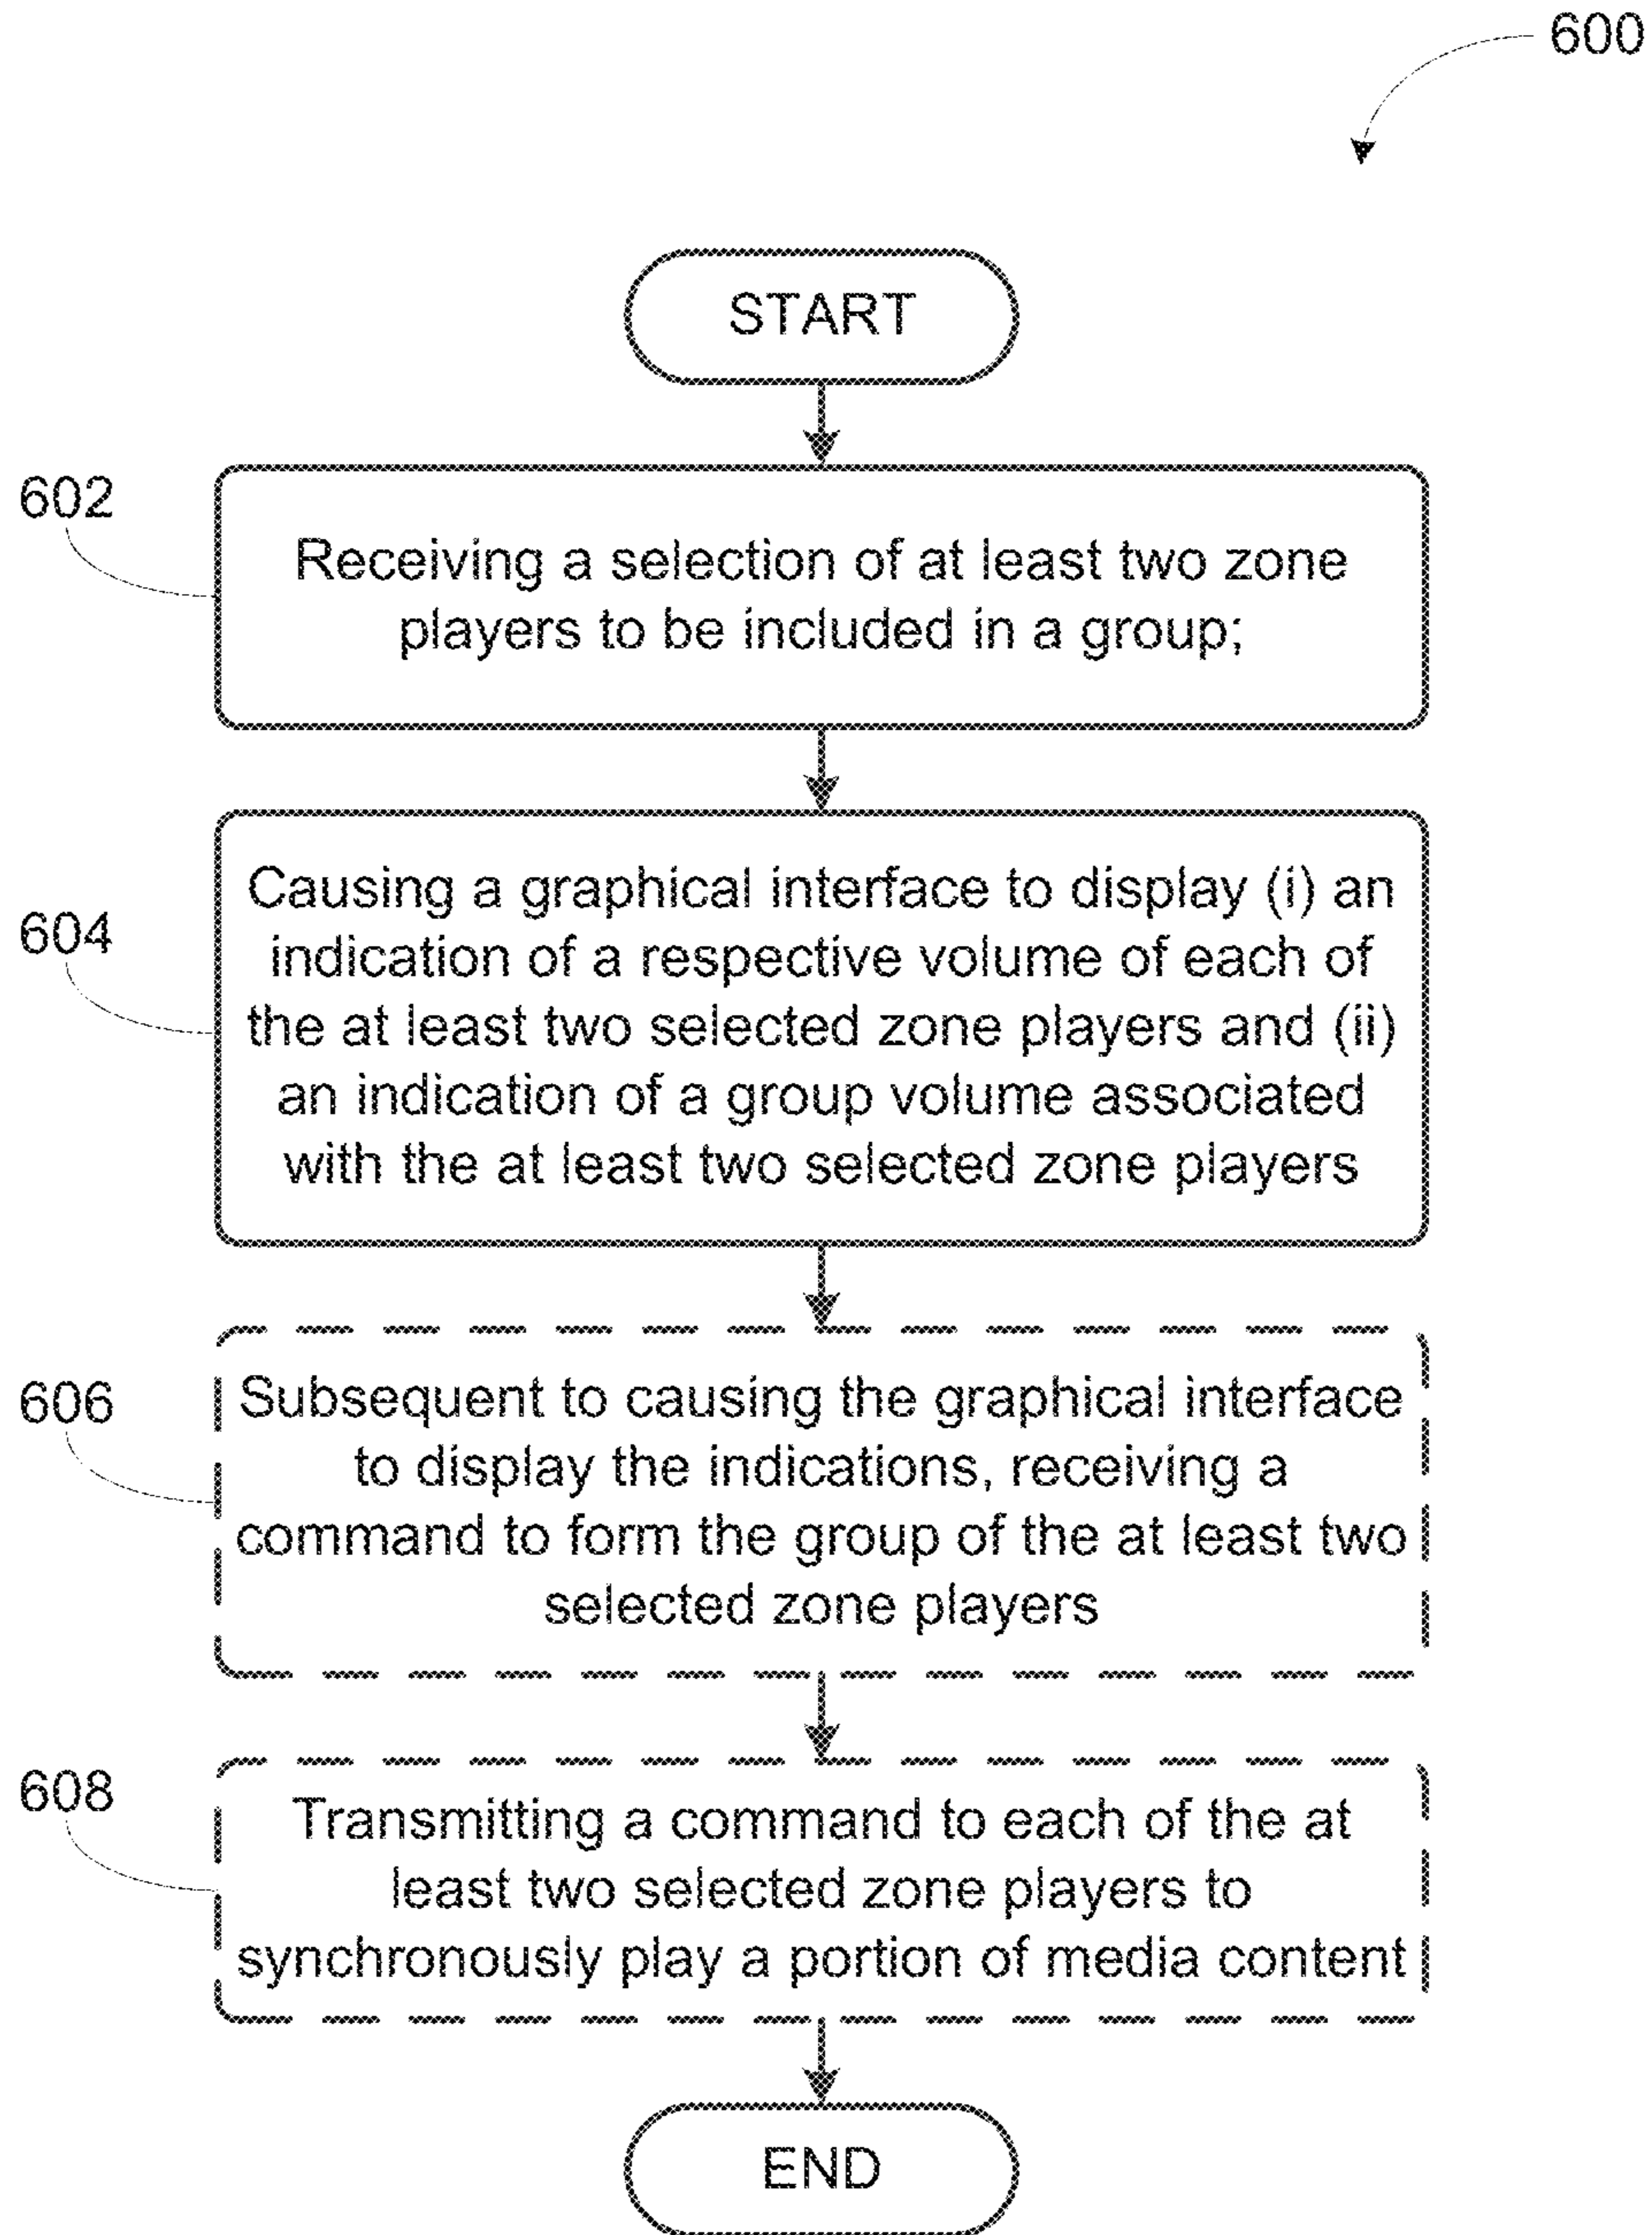 600
START
602
Receiving a selection of at least two zone
players to be included in a group;
604
Causing a graphical interface to display (i) an
indication of a respective volume of each of
the at least two selected zone players and (ii)
an indication of a group volume associated
with the at least two selected zone players
606
Subsequent to causing the graphical interface
to display the indications, receiving a
command to form the group of the at least two
selected zone players
608
Transmitting a command to each of the at
least two selected zone players to
synchronously play a portion of media content
END